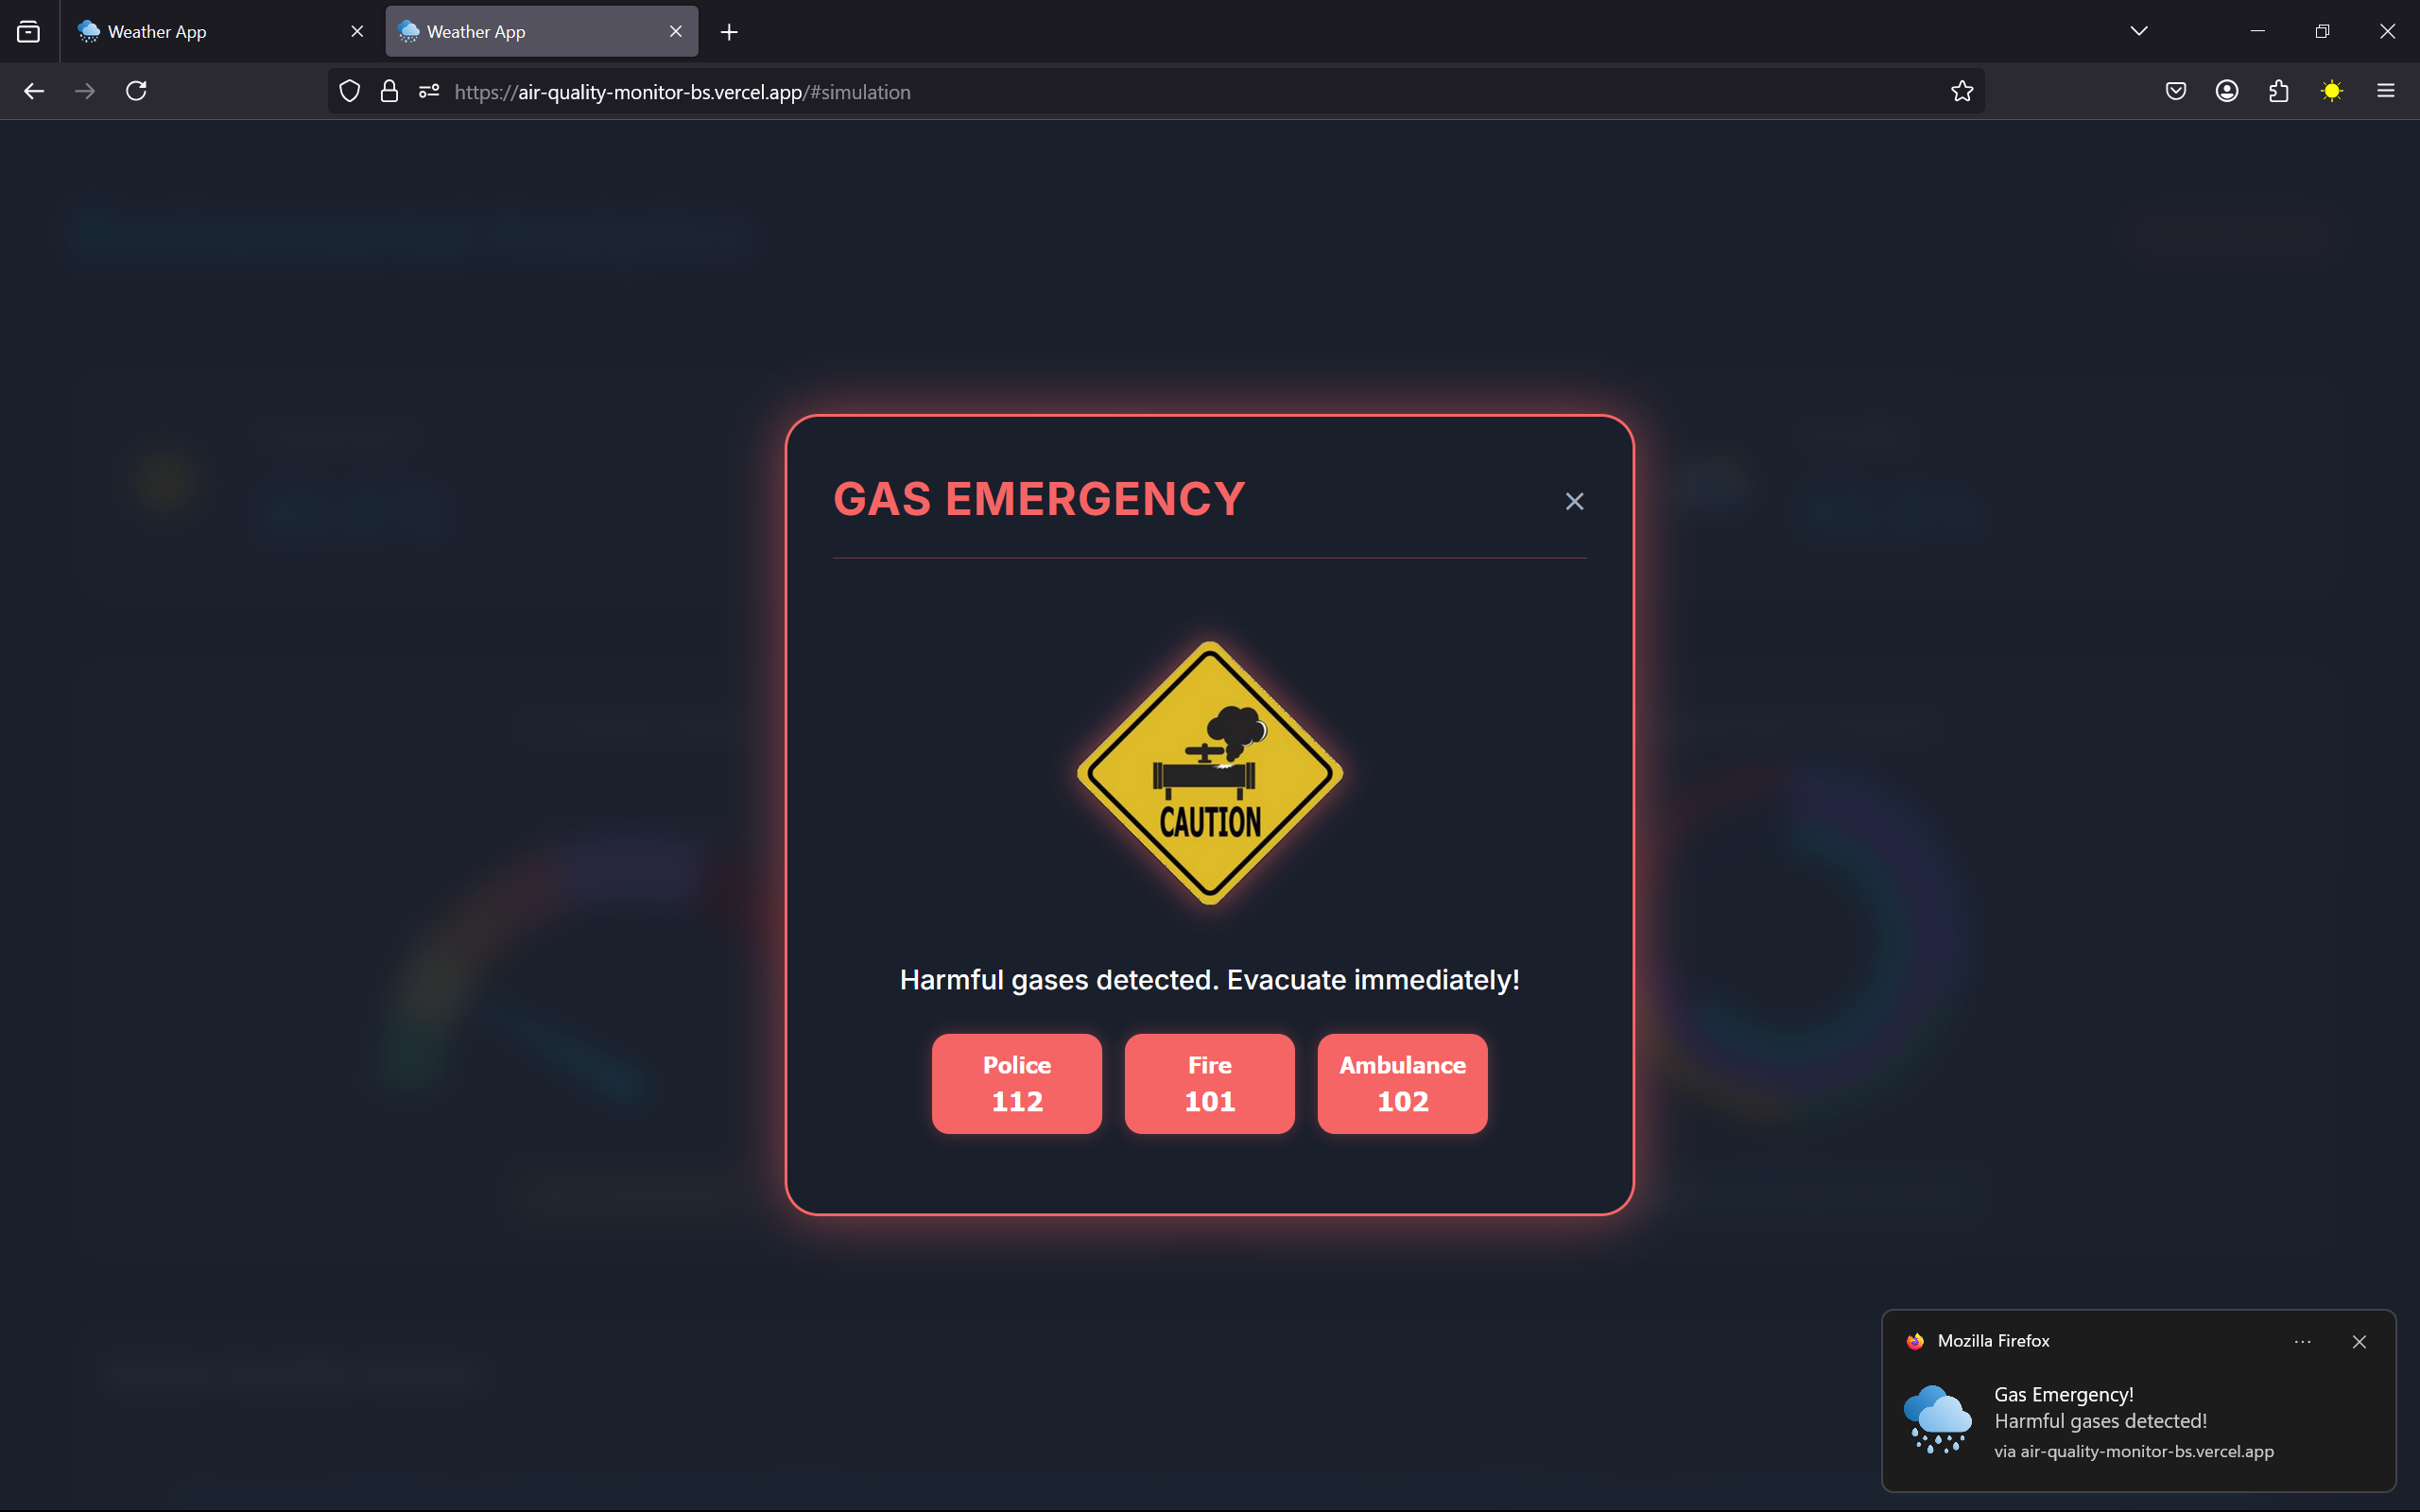 Weather App
Weather App
https://air-quality-monitor-bs.vercel.app/#simulation
GAS EMERGENCY
CAUTION
Harmful gases detected. Evacuate immediately!
Police
112
Fire
101
Ambulance
102
Mozilla Firefox
Gas Emergency!
Harmful gases detected!
via air-quality-monitor-bs.vercel.app